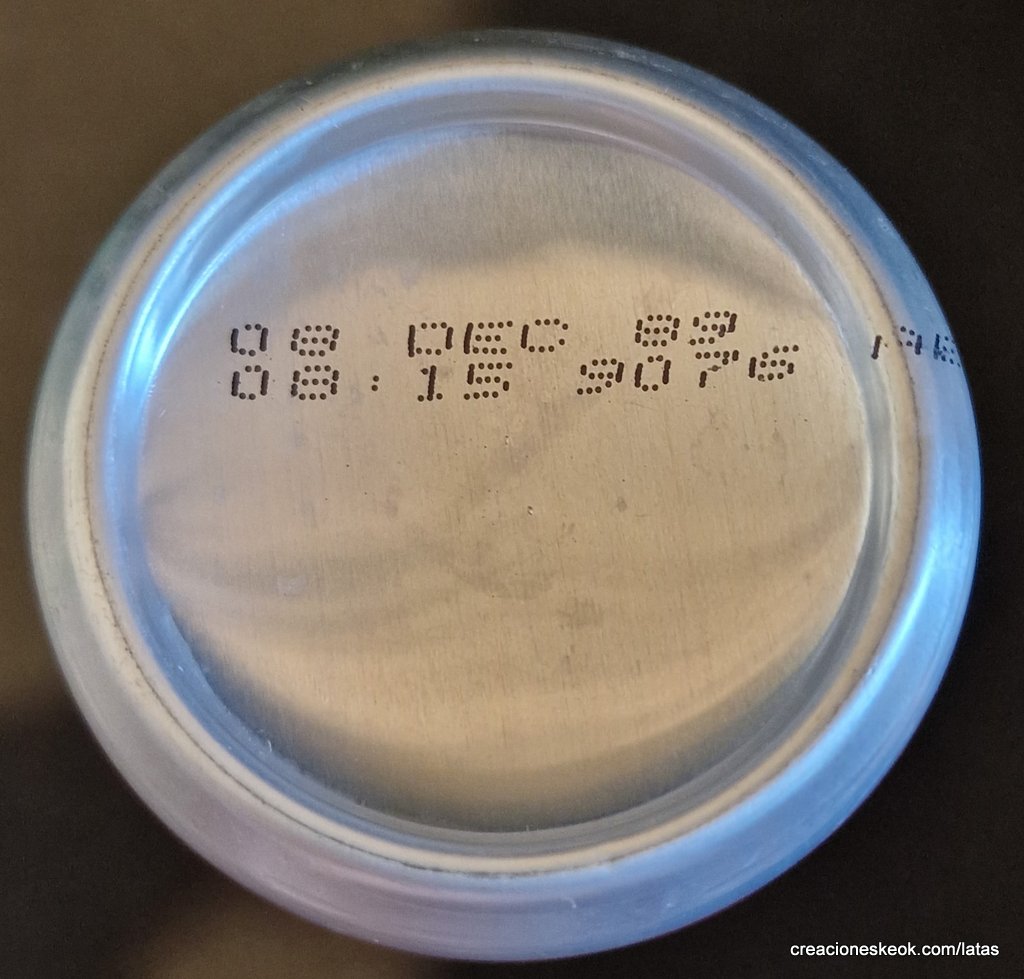 08 DEC 89
08:15 9076
creacioneskeok.com/latas